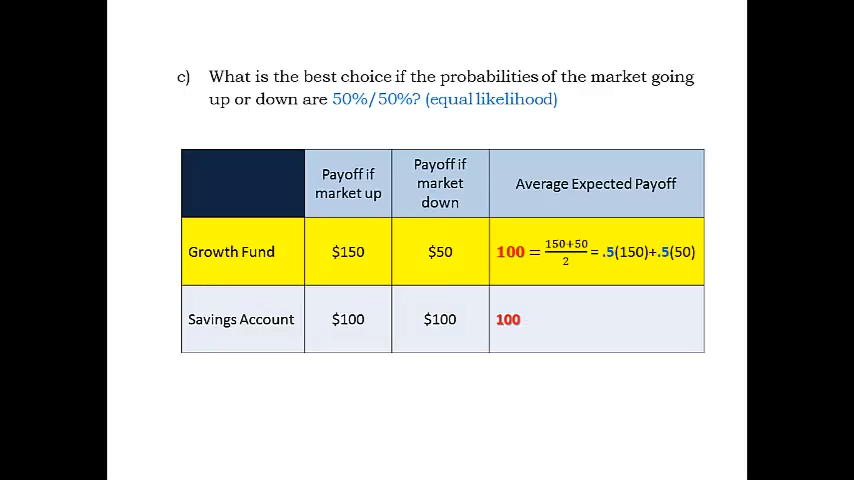 c) What is the best choice if the probabilities of the market going
up or down are 50%/50%? (equal likelihood)
Payoff if
market up
Payoff if
market
down
Average Expected Payoff
Growth Fund
$150
$50
100 = 150+50/2 = .5(150)+.5(50)
Savings Account
$100
$100
100